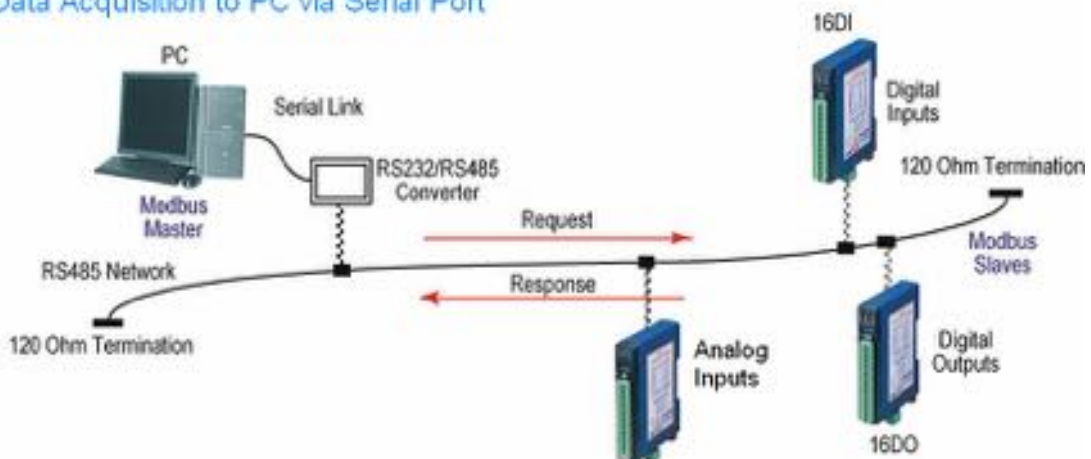 Data Acquisition to PC via Serial Port
PC
Serial Link
RS232/RS485
Converter
Modbus
Master
RS485 Network
120 Ohm Termination
Request
Response
16DI
Digital
Inputs
120 Ohm Termination
Modbus
Slaves
Analog
Inputs
Digital
Outputs
16DO